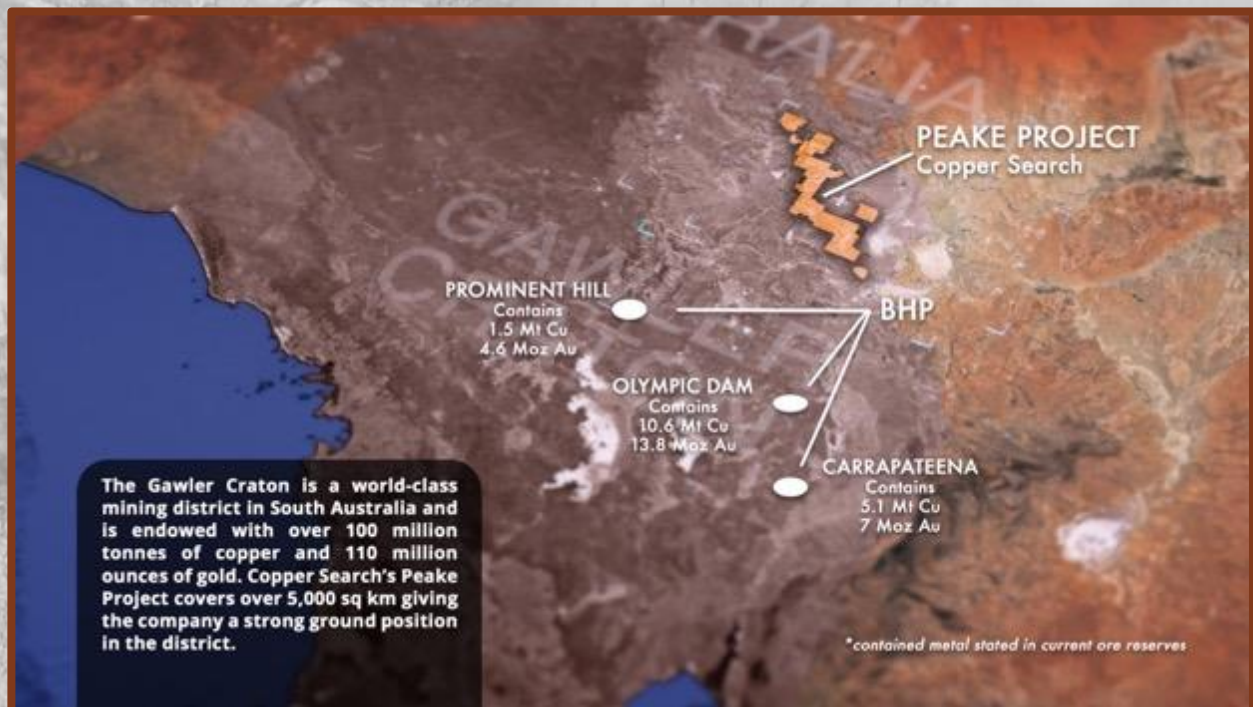 RALIA
PEAKE PROJECT
Copper Search
GAWLER
CRATON
PROMINENT HILL
Contains
1.5 Mt Cu
4.6 Moz Au
BHP
OLYMPIC DAM
Contains
10.6 Mt Cu
13.8 Moz Au
CARRAPATEENA
Contains
5.1 Mt Cu
7 Moz Au
The Gawler Craton is a world-class
mining district in South Australia and
is endowed with over 100 million
tonnes of copper and 110 million
ounces of gold. Copper Search's Peake
Project covers over 5,000 sq km giving
the company a strong ground position
in the district.
*contained metal stated in current ore reserves